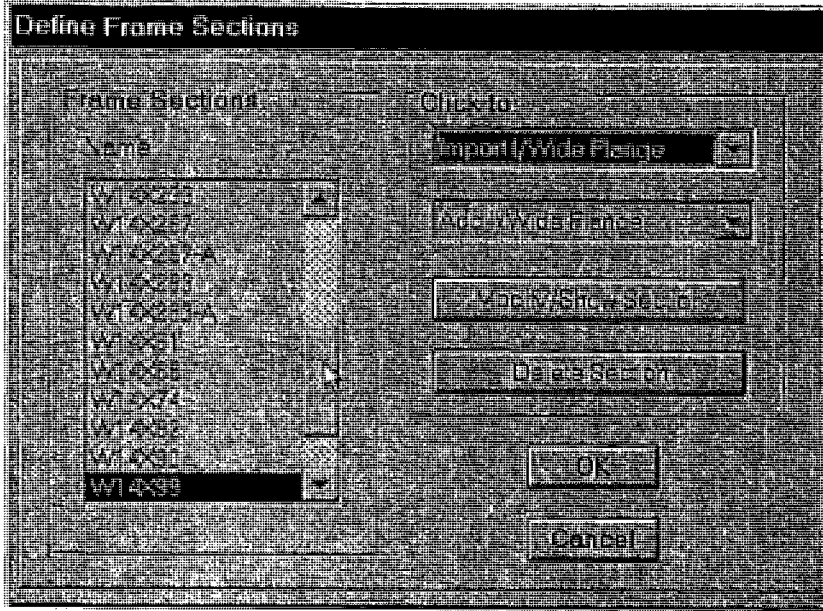 Define Frame Sections
Frame Sections
Name
W14X257
W14X257-A
W14X283
W14X283-A
W14X61
W14X68
W14X74
W14X82
W14X90
W14X99
Click to:
Import I/Wide Flange
Add I/Wide Flange
Modify/Show Section
Delete Section
OK
Cancel